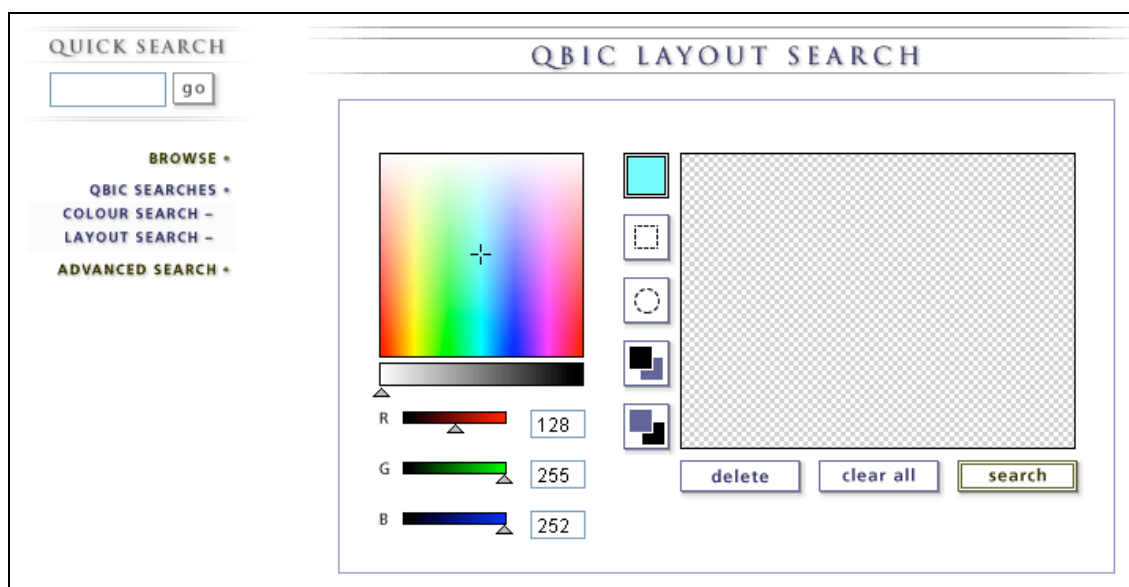 QUICK SEARCH
go
BROWSE •
QBIC SEARCHES •
COLOUR SEARCH –
LAYOUT SEARCH –
ADVANCED SEARCH •
QBIC LAYOUT SEARCH
R 128
G 255
B 252
delete clear all search